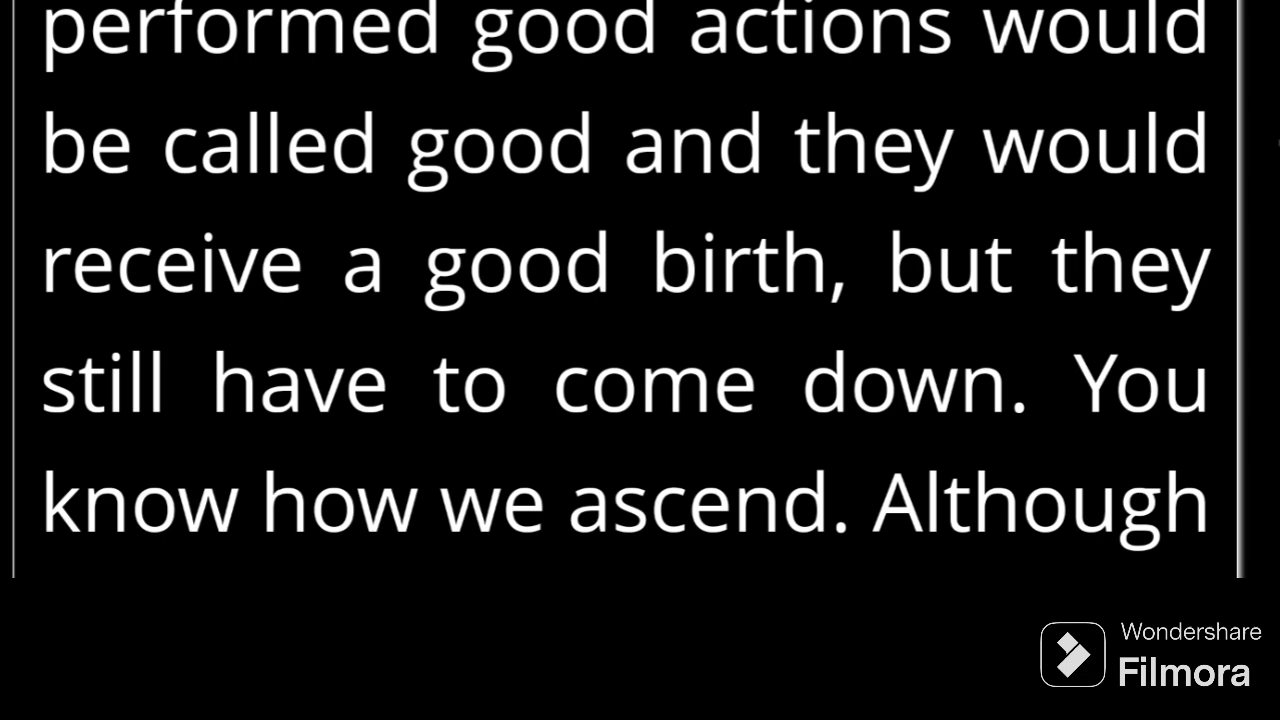 performed good actions would
be called good and they would
receive a good birth, but they
still have to come down. You
know how we ascend. Although
Wondershare
Filmora